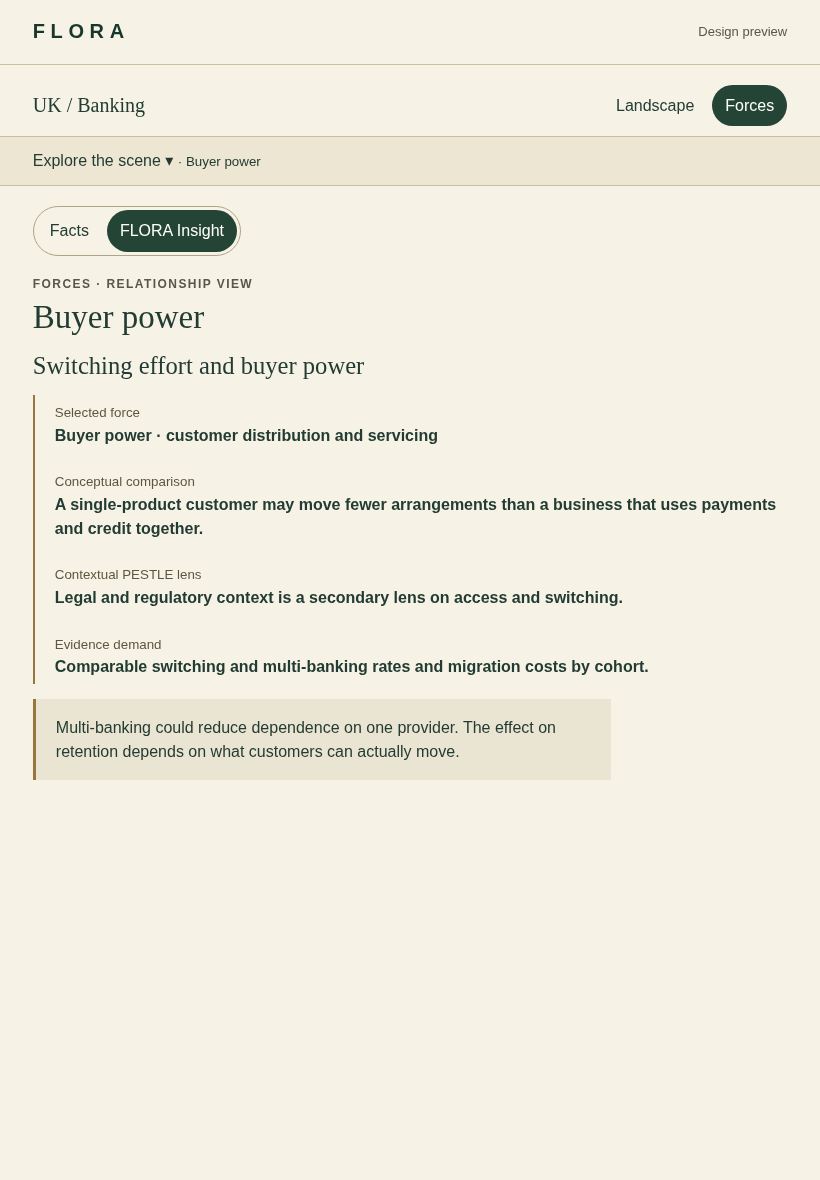 FLORA
Design preview
UK / Banking
Landscape
Forces
Explore the scene ▾ · Buyer power
Facts
FLORA Insight
FORCES · RELATIONSHIP VIEW
Buyer power
Switching effort and buyer power
Selected force
Buyer power · customer distribution and servicing
Conceptual comparison
A single-product customer may move fewer arrangements than a business that uses payments
and credit together.
Contextual PESTLE lens
Legal and regulatory context is a secondary lens on access and switching.
Evidence demand
Comparable switching and multi-banking rates and migration costs by cohort.
Multi-banking could reduce dependence on one provider. The effect on
retention depends on what customers can actually move.